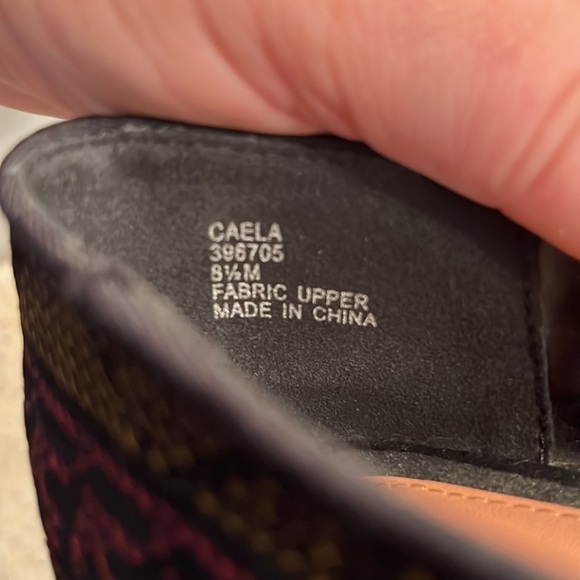 CAELA
396705
8½M
FABRIC UPPER
MADE IN CHINA